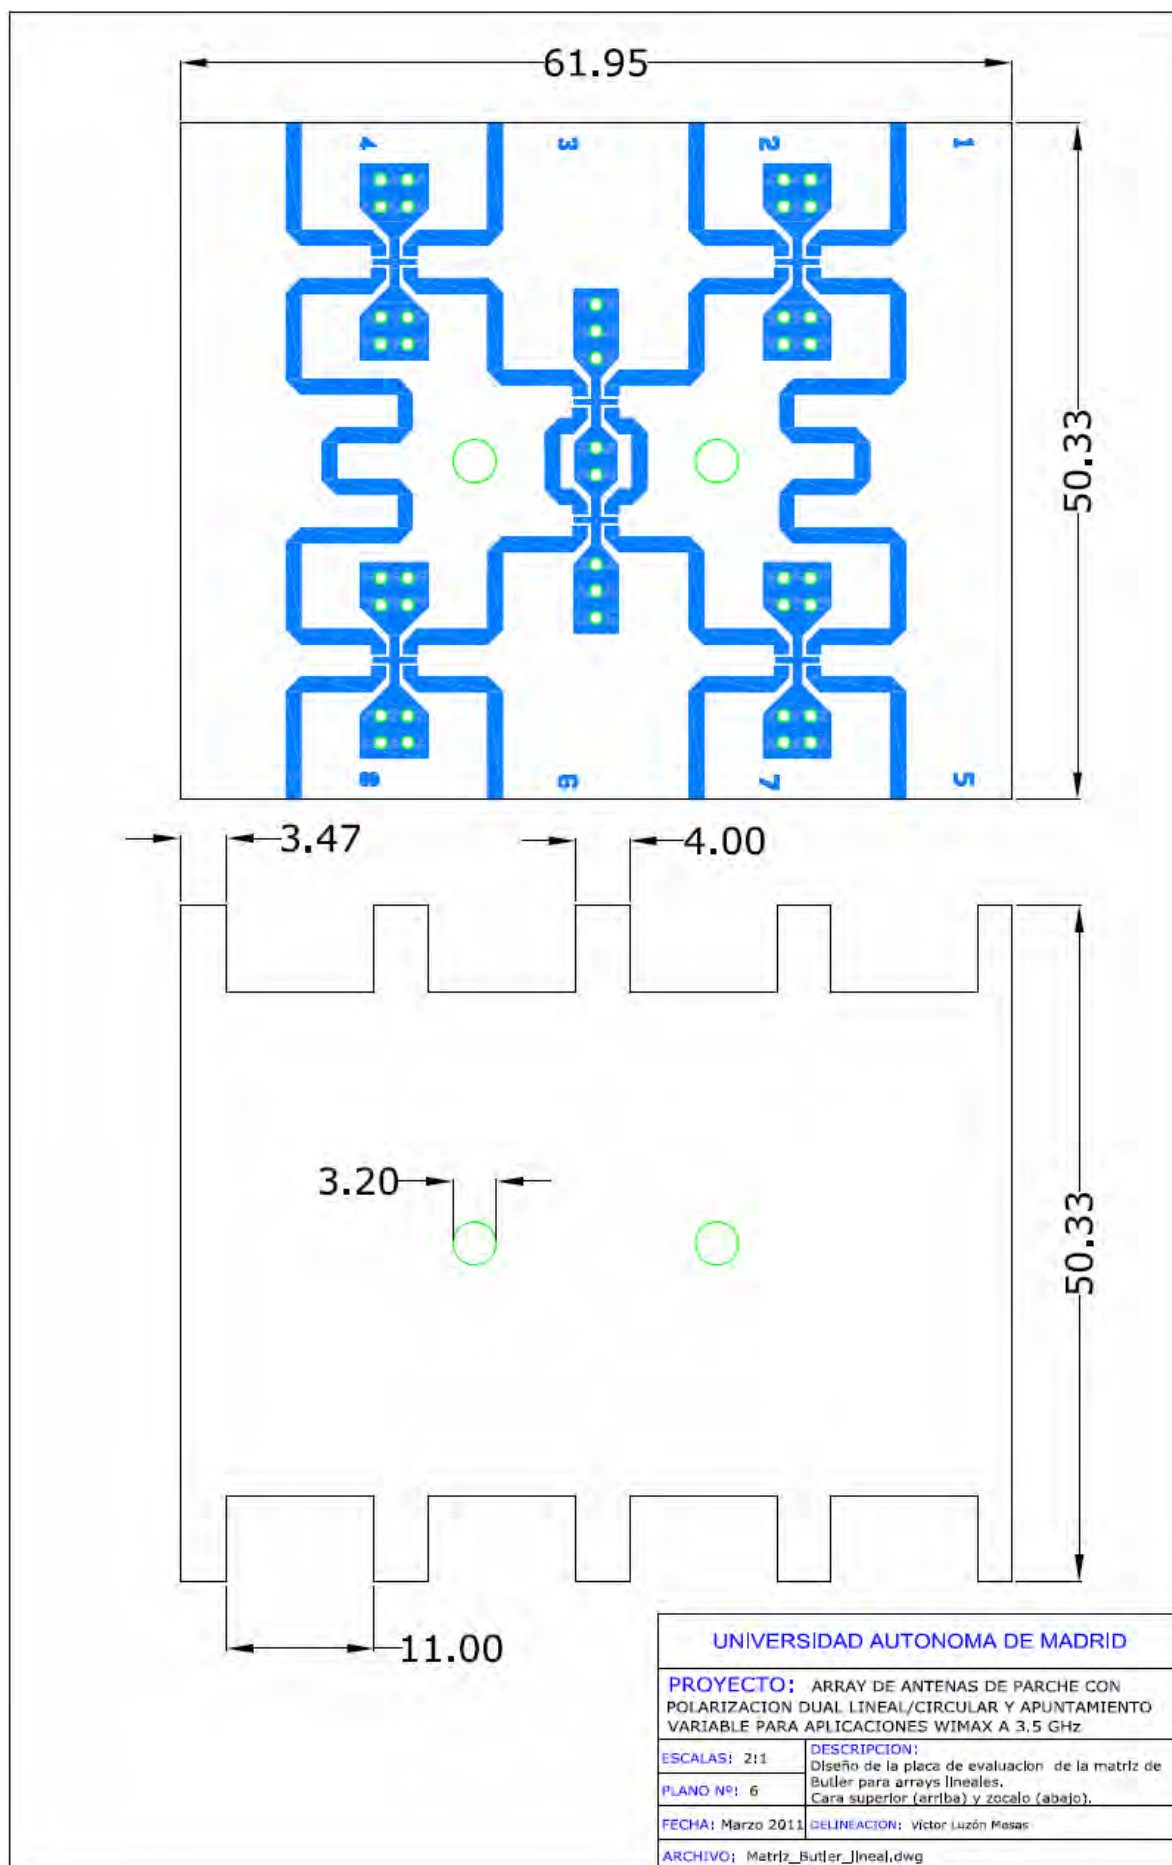 61.95
4 3 2 1
50.33
8 6 7 5
3.47 4.00
3.20
50.33
11.00
UNIVERSIDAD AUTONOMA DE MADRID
PROYECTO: ARRAY DE ANTENAS DE PARCHE CON
POLARIZACION DUAL LINEAL/CIRCULAR Y APUNTAMIENTO
VARIABLE PARA APLICACIONES WIMAX A 3.5 GHz
ESCALAS: 2:1
DESCRIPCION:
Diseño de la placa de evaluacion de la matriz de
Butler para arrays lineales.
Cara superior (arriba) y zocalo (abajo).
PLANO Nº: 6
FECHA: Marzo 2011
DELINEACION: Víctor Luzón Mesas
ARCHIVO: Matriz_Butler_lineal.dwg